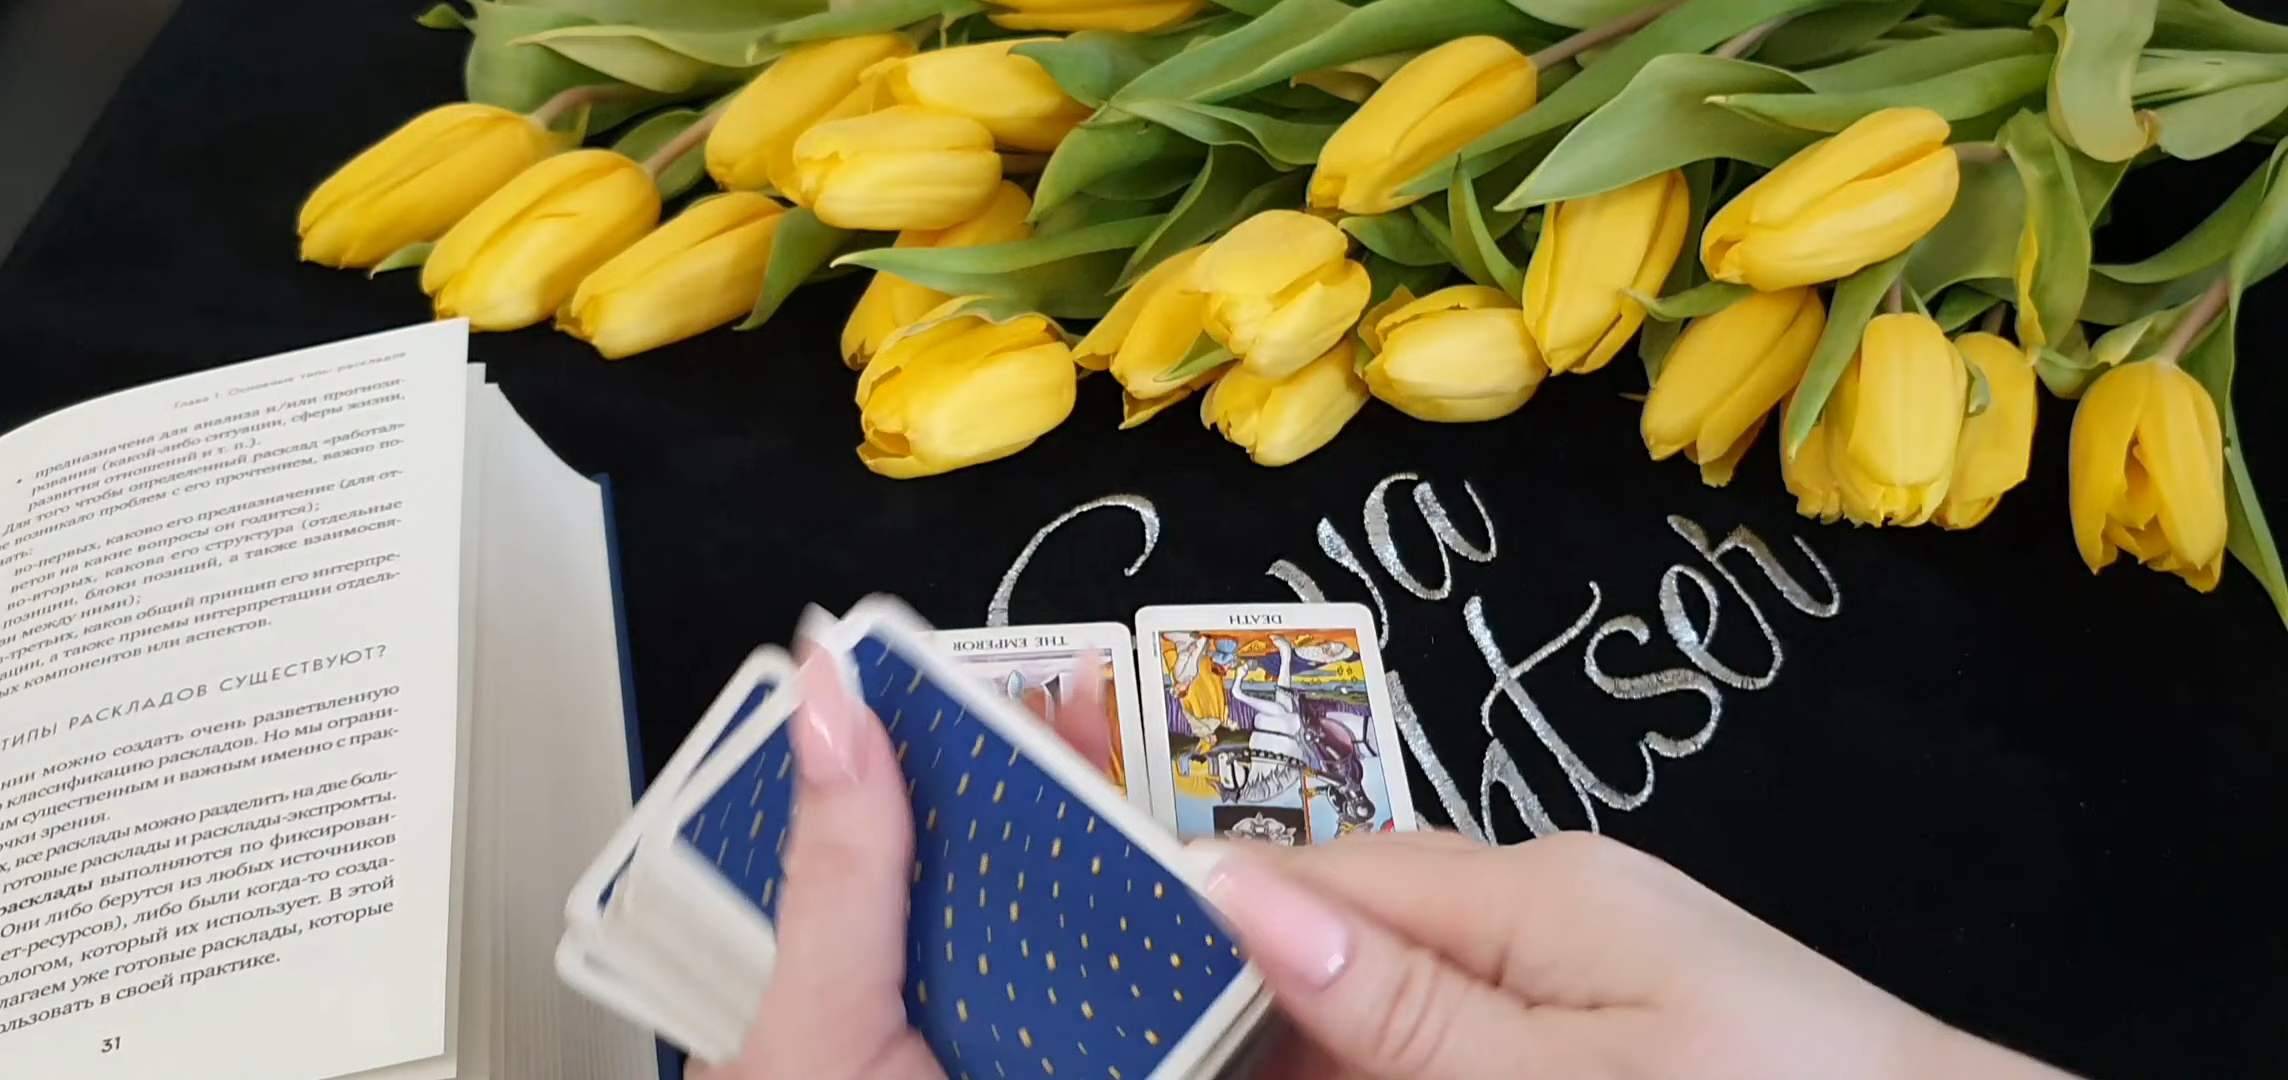 Глава 1. Основные типы раскладов
• предназначена для анализа и/или прогнози-
рования (какой-либо ситуации, сферы жизни,
развития отношений и т. п.).
Для того чтобы определенный расклад «работал»
не возникало проблем с его прочтением, важно по-
во-первых, каково его предназначение (для от-
ветов на какие вопросы он годится);
во-вторых, какова его структура (отдельные
позиции, блоки позиций, а также взаимосвя-
зи между ними);
в-третьих, каков общий принцип его интерпре-
тации, а также приемы интерпретации отдель-
ных компонентов или аспектов.
ТИПЫ РАСКЛАДОВ СУЩЕСТВУЮТ?
можно создать очень разветвленную
классификацию раскладов. Но мы ограни-
существенным и важным именно с прак-
точки зрения.
все расклады можно разделить на две боль-
готовые расклады и расклады-экспромты.
расклады выполняются по фиксирован-
Они либо берутся из любых источников
ет-ресурсов), либо были когда-то созда-
ологом, который их использует. В этой
лагаем уже готовые расклады, которые
ользовать в своей практике.
31
THE EMPEROR
DEATH